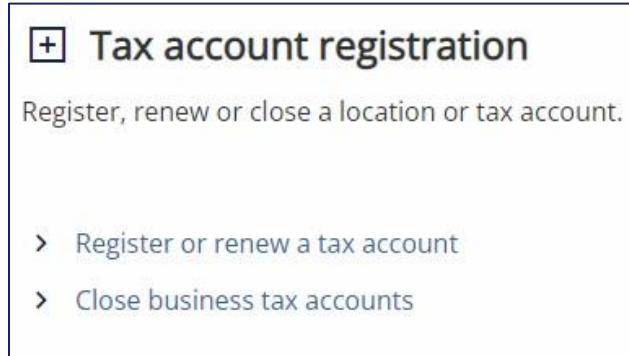 Tax account registration
Register, renew or close a location or tax account.
Register or renew a tax account
Close business tax accounts